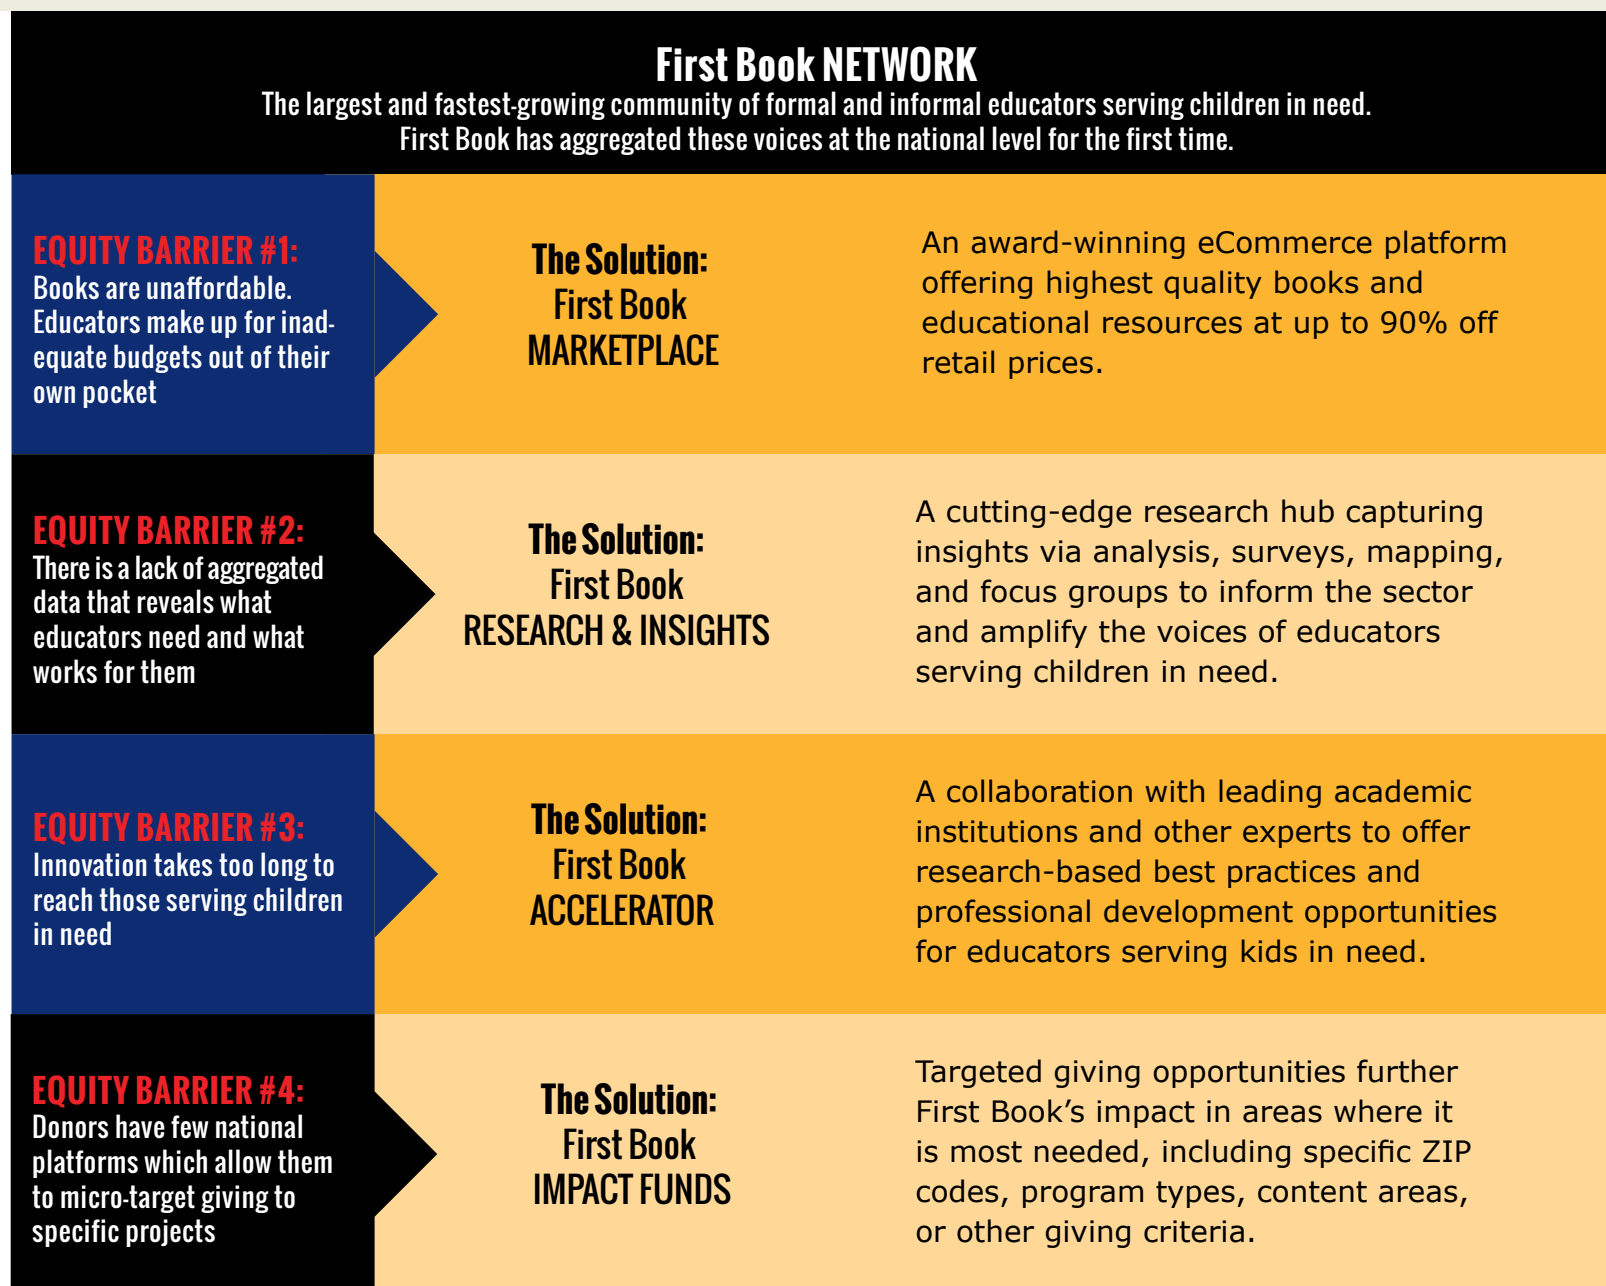 First Book NETWORK
The largest and fastest-growing community of formal and informal educators serving children in need.
First Book has aggregated these voices at the national level for the first time.
EQUITY BARRIER #1:
Books are unaffordable.
Educators make up for inad-
equate budgets out of their
own pocket
The Solution:
First Book
MARKETPLACE
An award-winning eCommerce platform
offering highest quality books and
educational resources at up to 90% off
retail prices.
EQUITY BARRIER #2:
There is a lack of aggregated
data that reveals what
educators need and what
works for them
The Solution:
First Book
RESEARCH & INSIGHTS
A cutting-edge research hub capturing
insights via analysis, surveys, mapping,
and focus groups to inform the sector
and amplify the voices of educators
serving children in need.
EQUITY BARRIER #3:
Innovation takes too long to
reach those serving children
in need
The Solution:
First Book
ACCELERATOR
A collaboration with leading academic
institutions and other experts to offer
research-based best practices and
professional development opportunities
for educators serving kids in need.
EQUITY BARRIER #4:
Donors have few national
platforms which allow them
to micro-target giving to
specific projects
The Solution:
First Book
IMPACT FUNDS
Targeted giving opportunities further
First Book’s impact in areas where it
is most needed, including specific ZIP
codes, program types, content areas,
or other giving criteria.